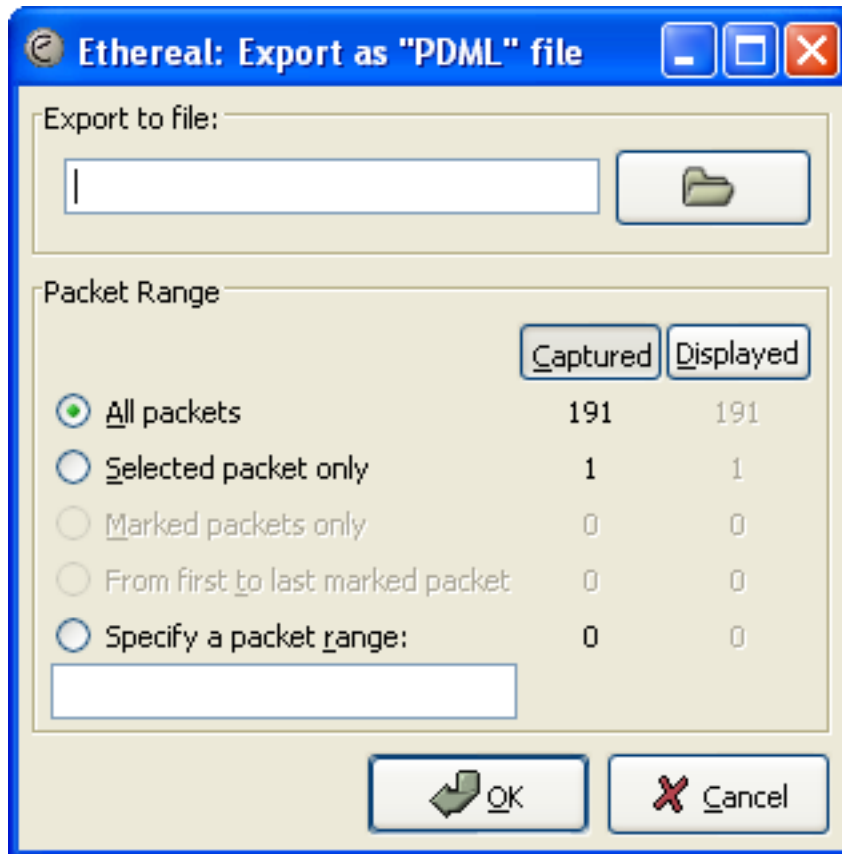 Ethereal: Export as "PDML" file
Export to file:
Packet Range
Captured Displayed
All packets 191 191
Selected packet only 1 1
Marked packets only 0 0
From first to last marked packet 0 0
Specify a packet range: 0 0
OK Cancel